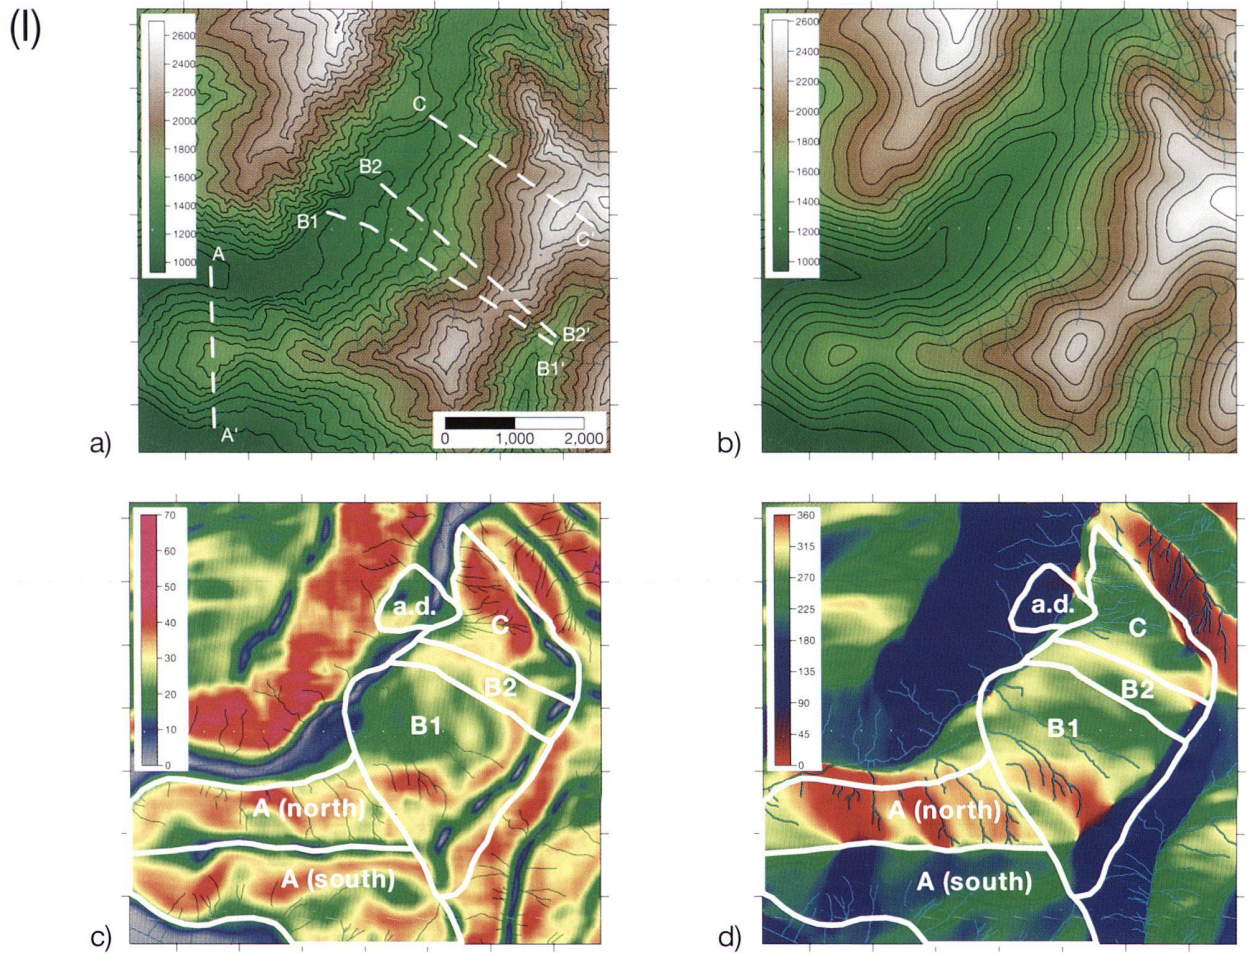 (I)
2600
2400
2200
2000
1800
1600
1400
1200
1000
C
B2
B1
A
C'
B2'
B1'
A'
0 1,000 2,000
a)
2600
2400
2200
2000
1800
1600
1400
1200
1000
b)
70
60
50
40
30
20
10
0
a.d.
C
B2
B1
A (north)
A (south)
c)
360
315
270
225
180
135
90
45
0
a.d.
C
B2
B1
A (north)
A (south)
d)